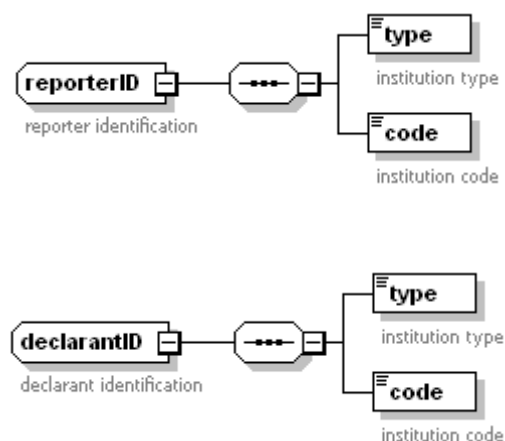 type
institution type
reporterID
reporter identification
code
institution code
type
institution type
declarantID
declarant identification
code
institution code